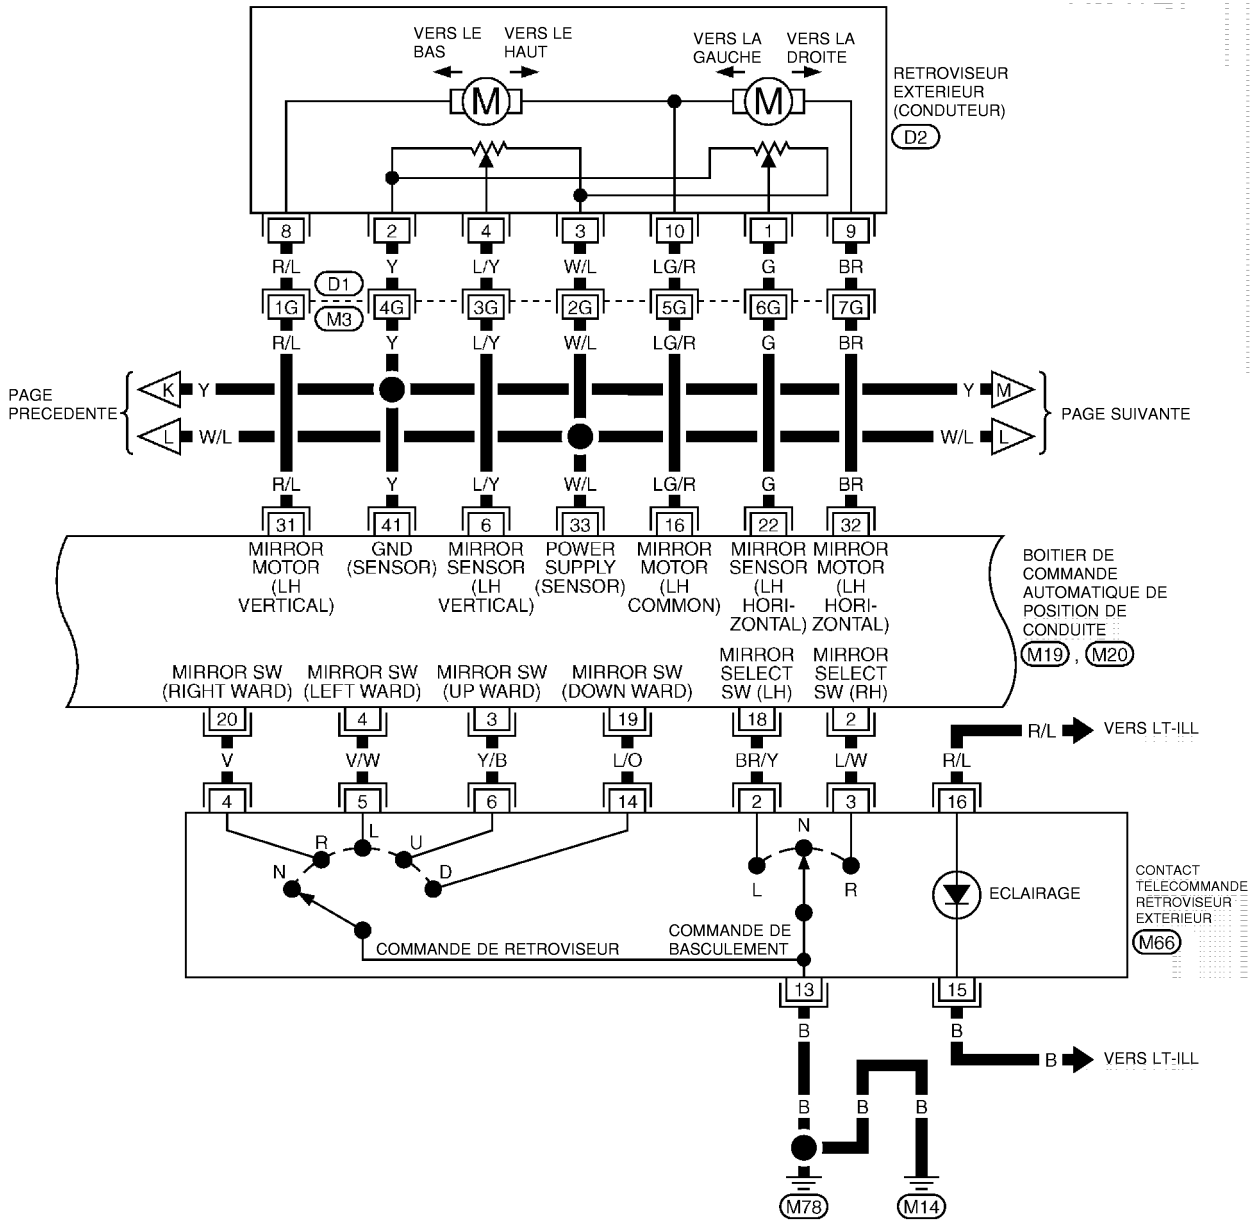 VERS LE
BAS
VERS LE
HAUT
VERS LA
GAUCHE
VERS LA
DROITE
M
M
RETROVISEUR
EXTERIEUR
(CONDUTEUR)
D2
8 2 4 3 10 1 9
R/L Y L/Y W/L LG/R G BR
D1
1G 4G 3G 2G 5G 6G 7G
M3
R/L Y L/Y W/L LG/R G BR
PAGE
PRECEDENTE
K Y Y M
L W/L W/L L
PAGE SUIVANTE
R/L Y L/Y W/L LG/R G BR
31 41 6 33 16 22 32
MIRROR
MOTOR
(LH
VERTICAL)
GND
(SENSOR)
MIRROR
SENSOR
(LH
VERTICAL)
POWER
SUPPLY
(SENSOR)
MIRROR
MOTOR
(LH
COMMON)
MIRROR
SENSOR
(LH
HORI-
ZONTAL)
MIRROR
MOTOR
(LH
HORI-
ZONTAL)
BOITIER DE
COMMANDE
AUTOMATIQUE DE
POSITION DE
CONDUITE
M19 , M20
MIRROR SW
(RIGHT WARD)
MIRROR SW
(LEFT WARD)
MIRROR SW
(UP WARD)
MIRROR SW
(DOWN WARD)
MIRROR
SELECT
SW (LH)
MIRROR
SELECT
SW (RH)
20 4 3 19 18 2
R/L VERS LT-ILL
V V/W Y/B L/O BR/Y L/W R/L
4 5 6 14 2 3 16
N R L U D
L N R
ECLAIRAGE
COMMANDE DE RETROVISEUR
COMMANDE DE
BASCULEMENT
CONTACT
TELECOMMANDE
RETROVISEUR
EXTERIEUR
M66
13 15
B B
B VERS LT-ILL
B B B
M78 M14